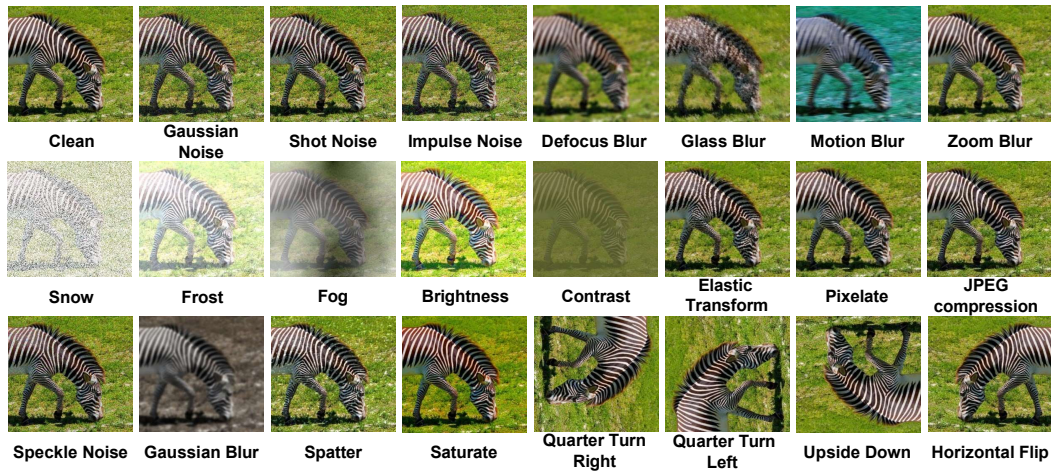 Clean
Gaussian
Noise
Shot Noise
Impulse Noise
Defocus Blur
Glass Blur
Motion Blur
Zoom Blur
Snow
Frost
Fog
Brightness
Contrast
Elastic
Transform
Pixelate
JPEG
compression
Speckle Noise
Gaussian Blur
Spatter
Saturate
Quarter Turn
Right
Quarter Turn
Left
Upside Down
Horizontal Flip